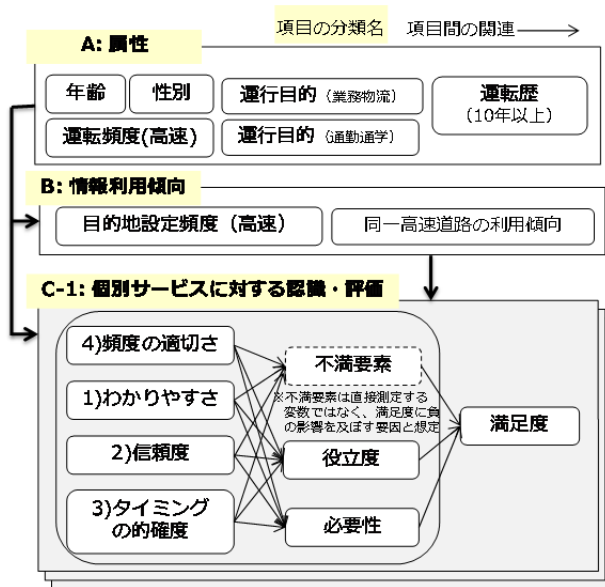 項目の分類名 項目間の関連
A: 属性
年齢 性別 運行目的（業務物流） 運転歴
（10年以上）
運転頻度(高速) 運行目的（通勤通学）
B: 情報利用傾向
目的地設定頻度（高速） 同一高速道路の利用傾向
C-1: 個別サービスに対する認識・評価
4)頻度の適切さ
不満要素
※不満要素は直接測定する
変数ではなく、満足度に負
の影響を及ぼす要因と想定
1)わかりやすさ
満足度
2)信頼度
役立度
3)タイミング
の的確度
必要性